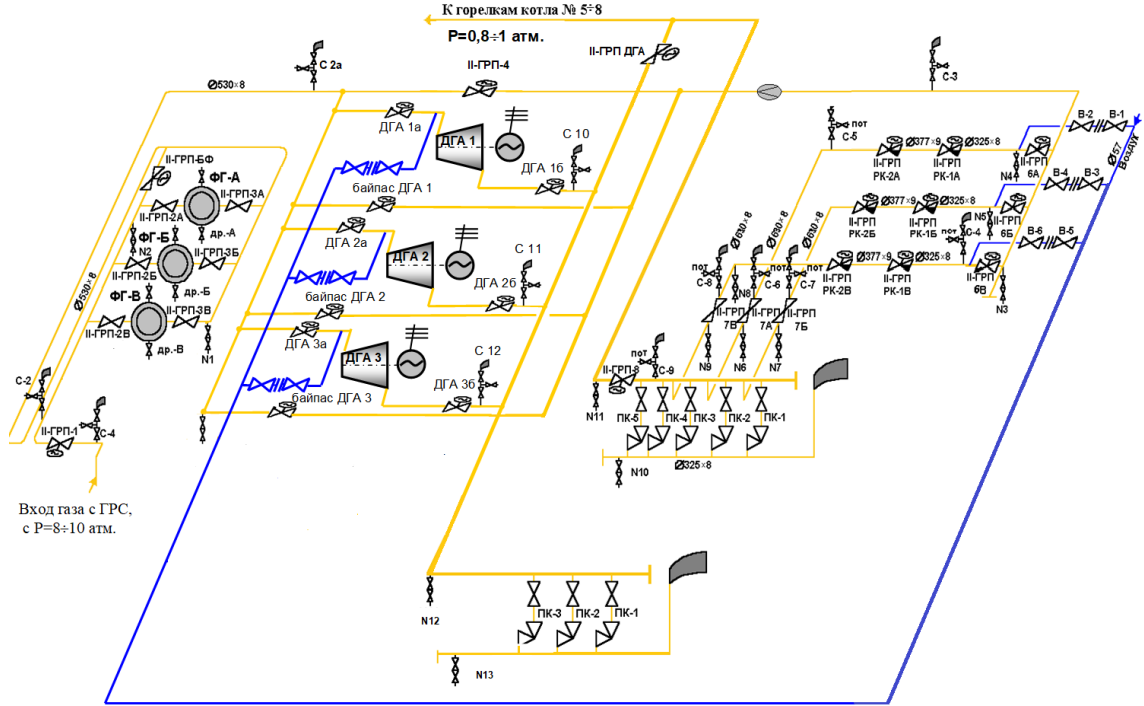 К горелкам котла № 5÷8
Р=0,8÷1 атм.
II-ГРП ДГА
С 2а
II-ГРП-4
С-3
Ø530×8
ДГА 1а
ДГА 1
С 10
ДГА 1б
байпас ДГА 1
пот
С-5
Ø377×9
Ø325×8
II-ГРП
РК-2А
II-ГРП
РК-1А
В-2
В-1
N4
II-ГРП
6А
Ø57
Воздух
II-ГРП-БФ
ФГ-А
II-ГРП-3А
II-ГРП-2А
др.-А
N2
ФГ-Б
II-ГРП-2Б
II-ГРП-3Б
др.-Б
ФГ-В
II-ГРП-2В
II-ГРП-3В
др.-В
N1
Ø530×8
ДГА 2а
ДГА 2
С 11
ДГА 2б
байпас ДГА 2
В-4
В-3
Ø377×9
Ø325×8
II-ГРП
РК-2Б
II-ГРП
РК-1Б
N5
С-4
II-ГРП
6Б
В-6
В-5
Ø630×8
Ø630×8
Ø630×8
Ø377×9
Ø325×8
II-ГРП
РК-2В
II-ГРП
РК-1В
II-ГРП
6В
N3
пот
С-8
N8
пот
С-6
пот
С-7
II-ГРП
7В
II-ГРП
7А
II-ГРП
7Б
N9
N6
N7
ДГА 3а
ДГА 3
С 12
ДГА 3б
байпас ДГА 3
С-2
С-4
II-ГРП-1
Вход газа с ГРС,
с Р=8÷10 атм.
II-ГРП-8
пот
С-9
N11
ПК-5
ПК-4
ПК-3
ПК-2
ПК-1
N10
Ø325×8
N12
ПК-3
ПК-2
ПК-1
N13